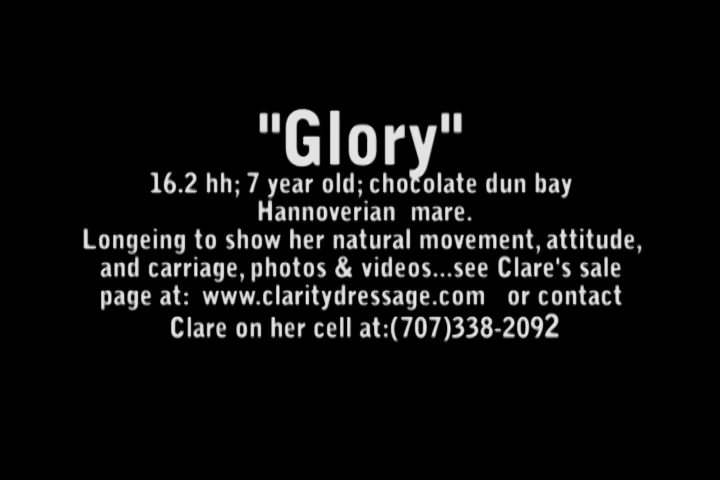 "Glory"
16.2 hh; 7 year old; chocolate dun bay
Hannoverian mare.
Longeing to show her natural movement, attitude,
and carriage, photos & videos...see Clare's sale
page at: www.claritydressage.com or contact
Clare on her cell at:(707)338-2092